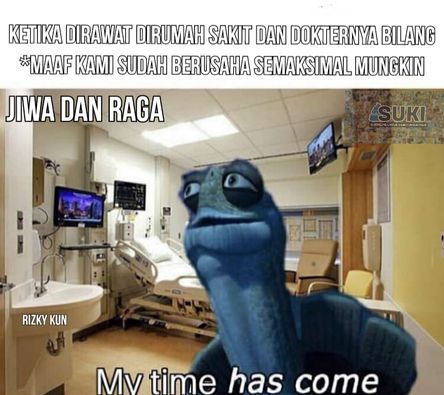 KETIKA DIRAWAT DIRUMAH SAKIT DAN DOKTERNYA BILANG
*MAAF KAMI SUDAH BERUSAHA SEMAKSIMAL MUNGKIN
JIWA DAN RAGA
SUKI
RIZKY KUN
My time has come